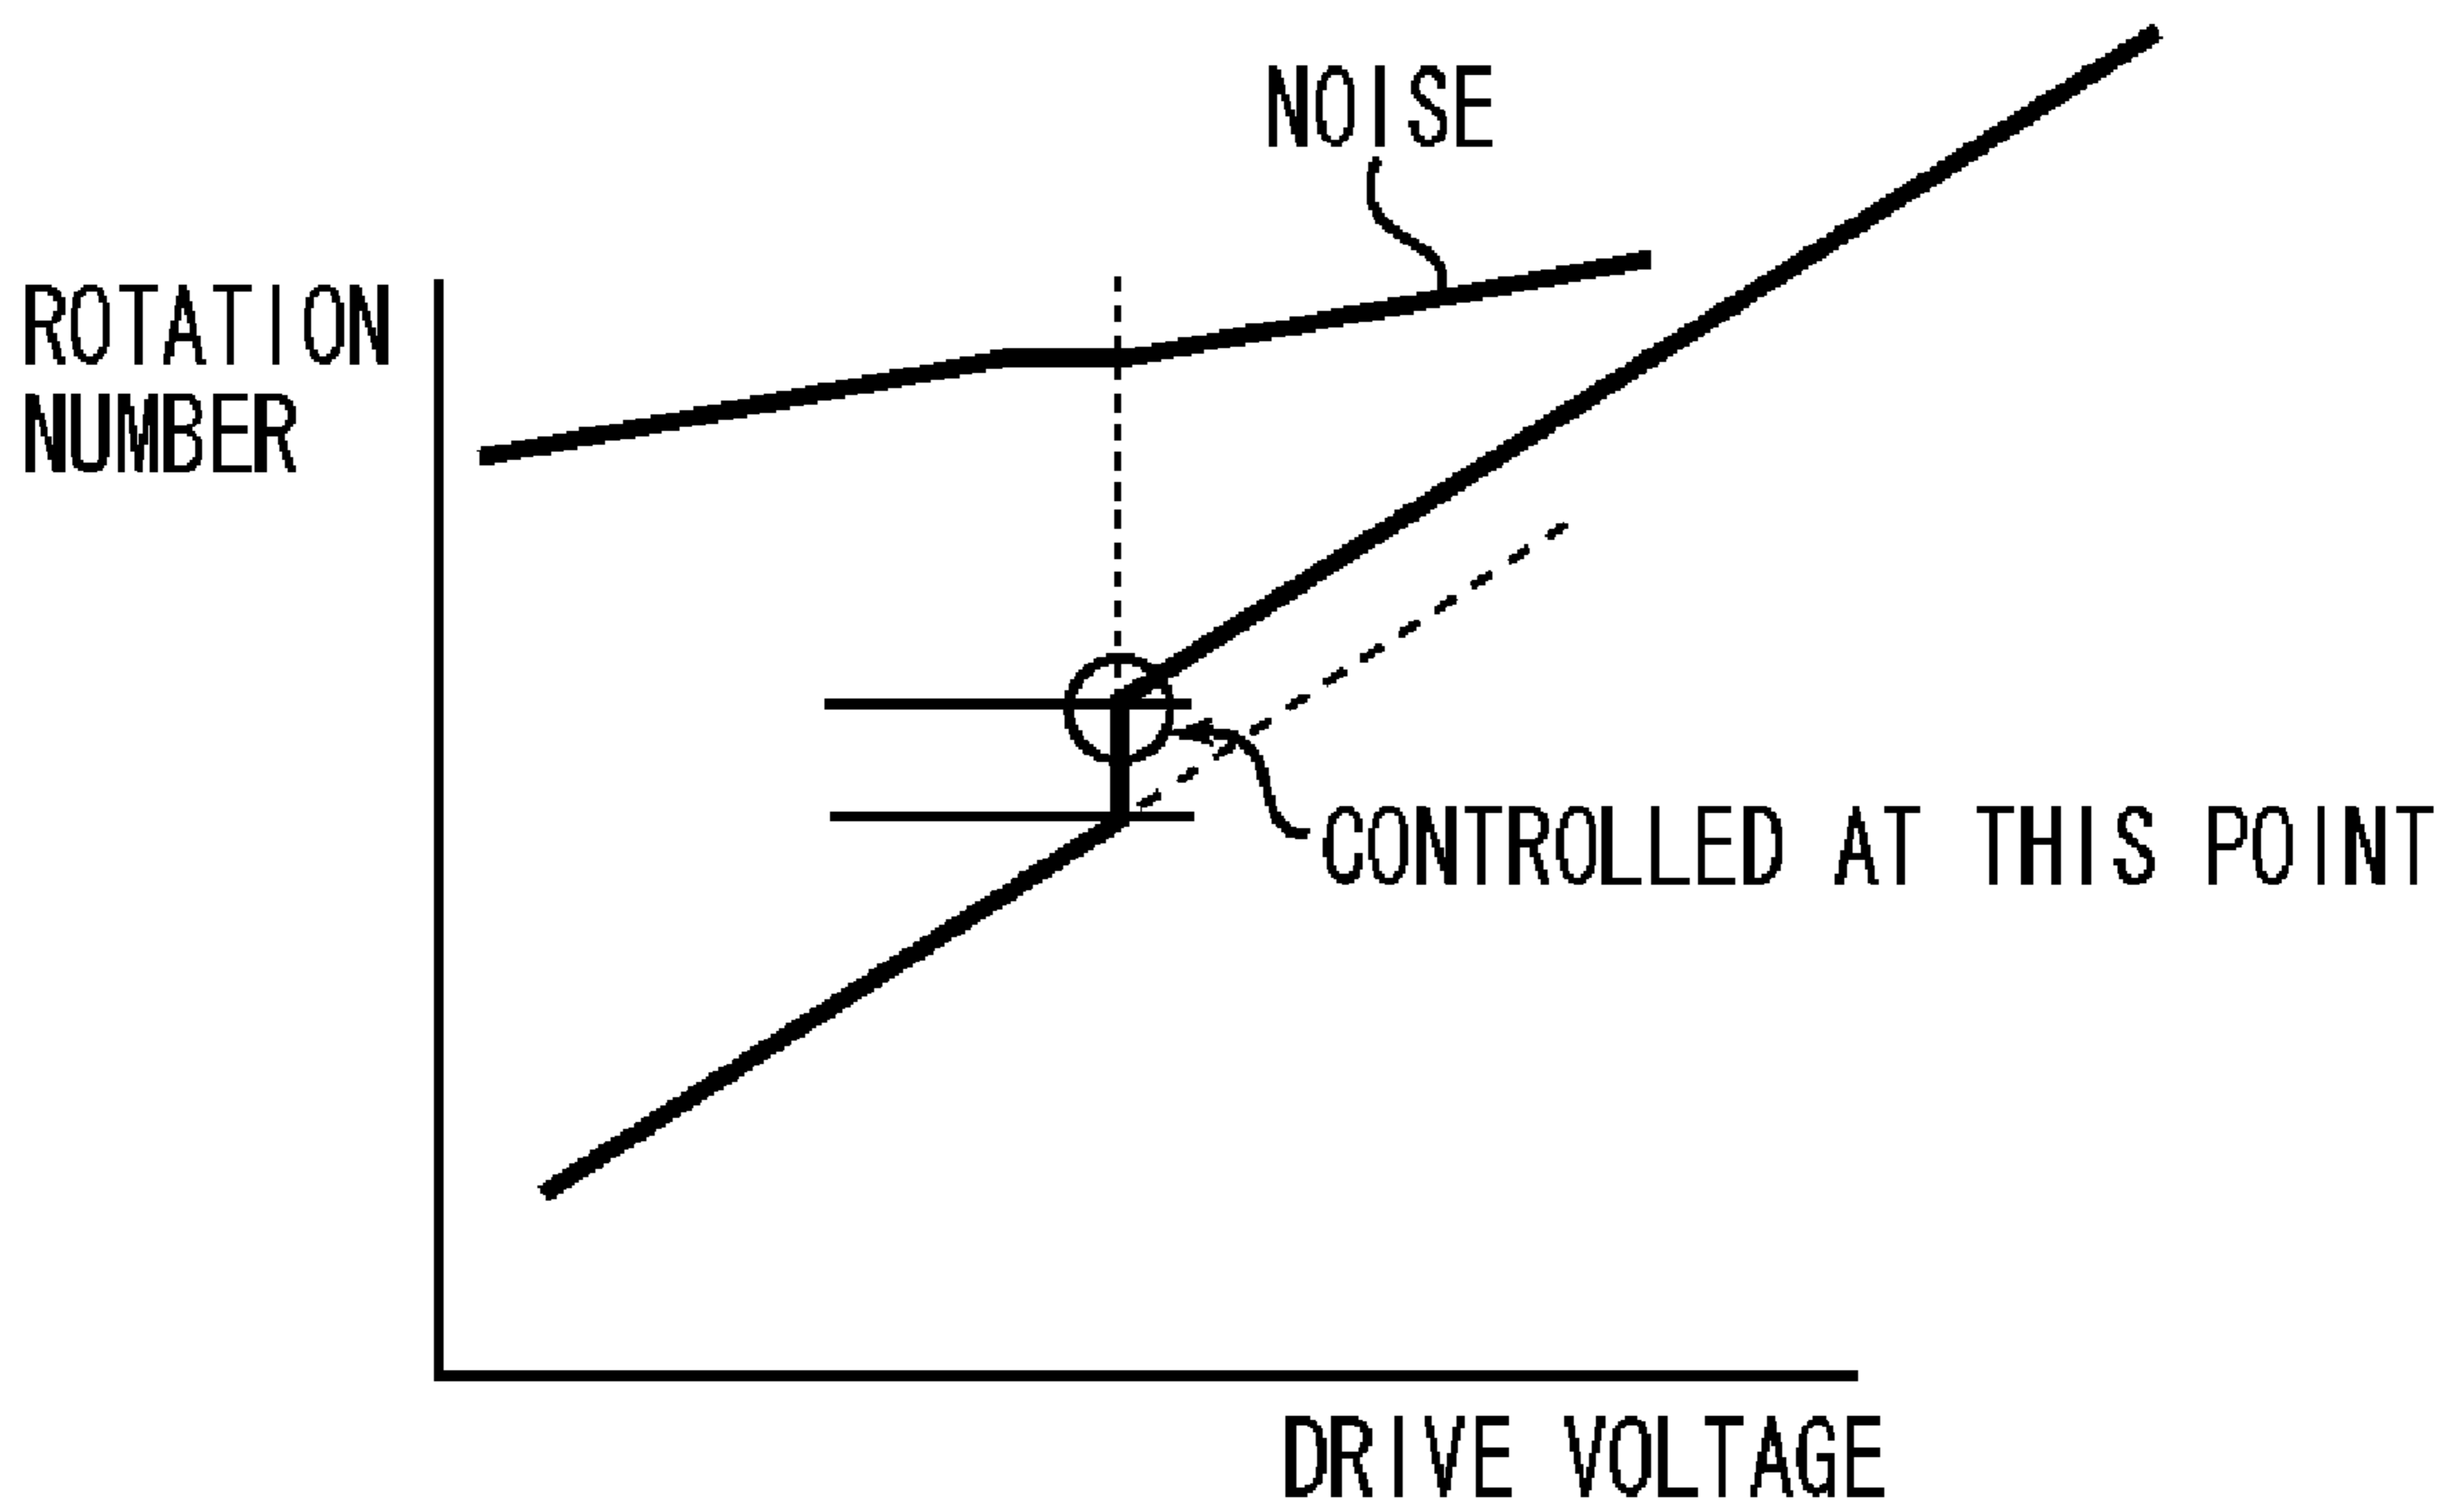 NOISE
ROTATION
NUMBER
CONTROLLED AT THIS POINT
DRIVE VOLTAGE